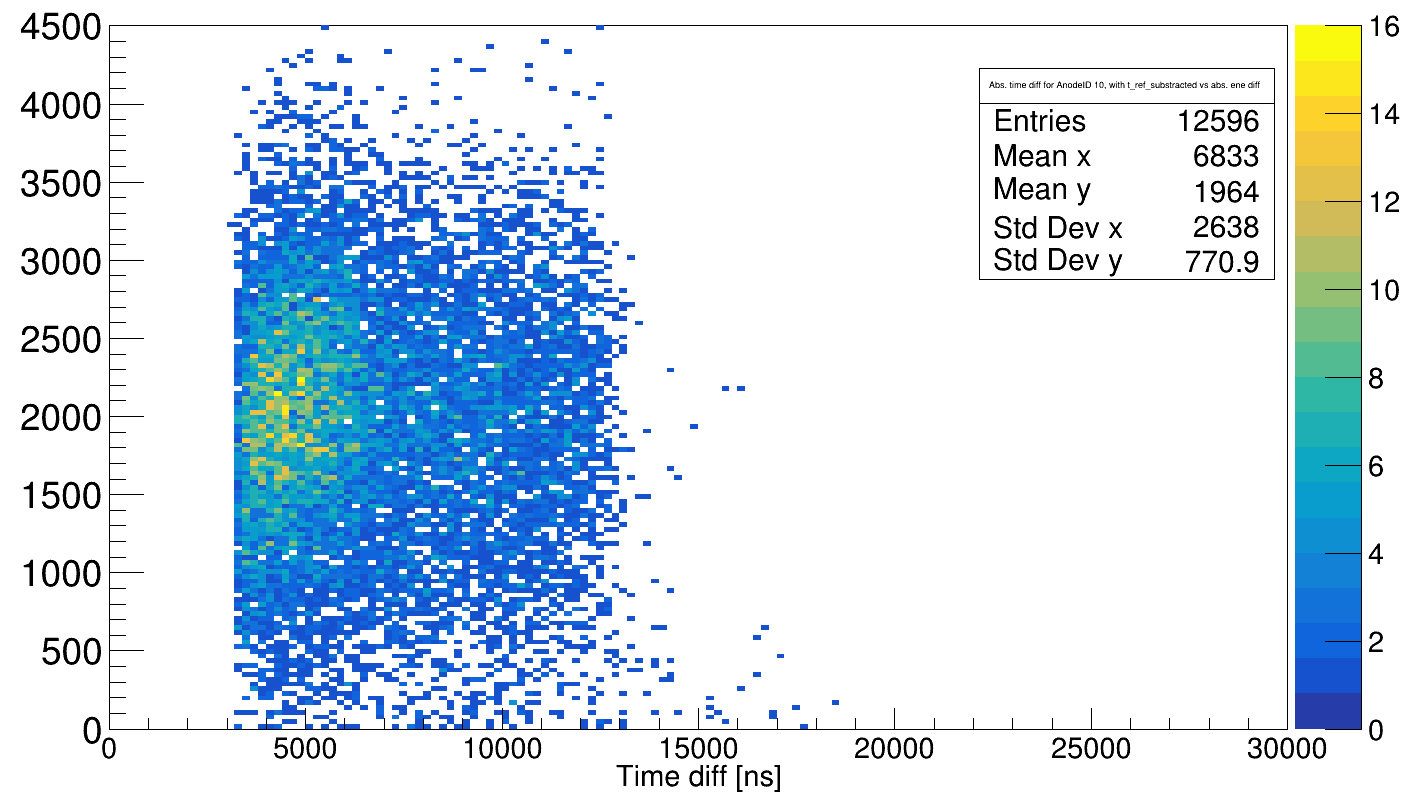 4500
4000
3500
3000
2500
2000
1500
1000
500
0
0 5000 10000 15000 20000 25000 30000
Time diff [ns]
Abs. time diff for AnodeID 10, with t_ref_substracted vs abs. ene diff
Entries 12596
Mean x 6833
Mean y 1964
Std Dev x 2638
Std Dev y 770.9
16
14
12
10
8
6
4
2
0